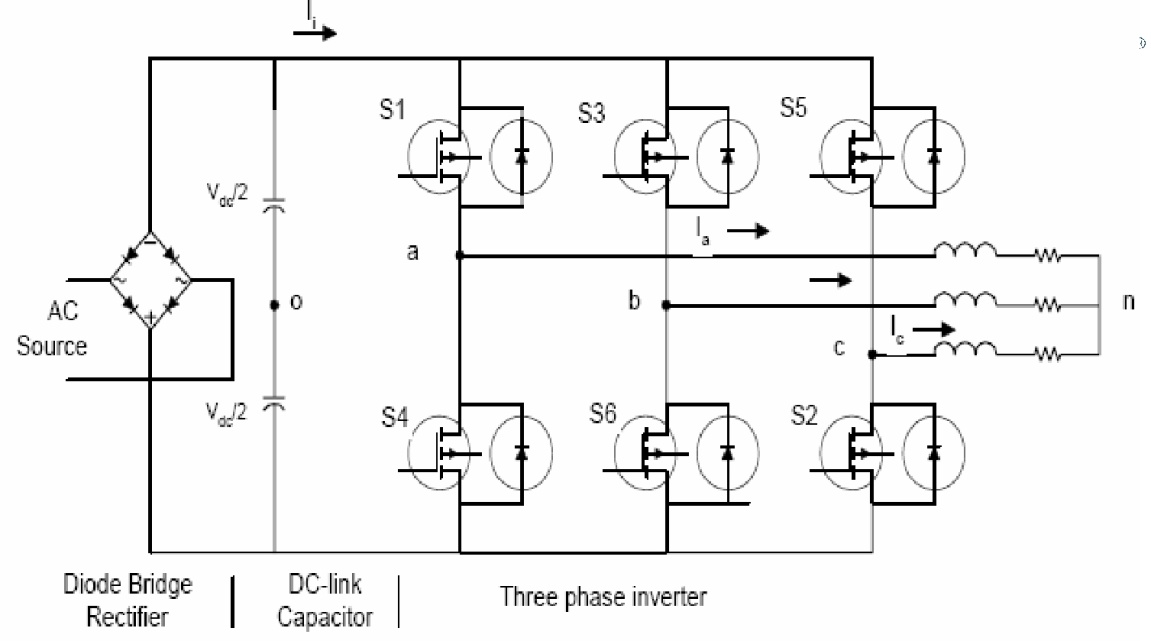 Ii
®
S1
S3
S5
Vdc/2
Ia
a
−
~
~
+
o
b
n
AC
Source
Ic
c
Vdc/2
S4
S6
S2
Diode Bridge
Rectifier
DC-link
Capacitor
Three phase inverter